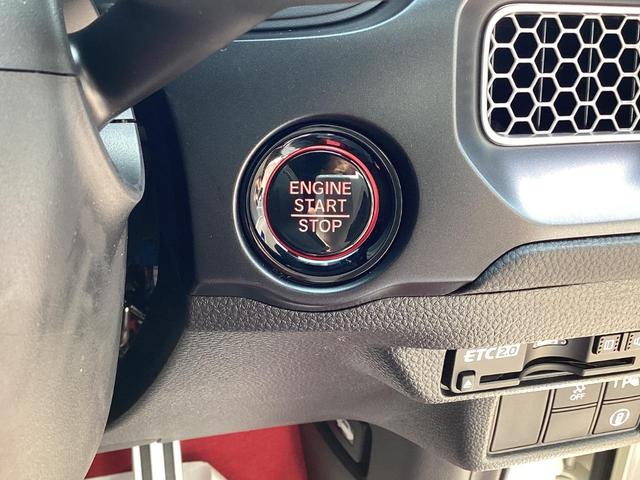 ENGINE
START
STOP
ETC2.0
OFF